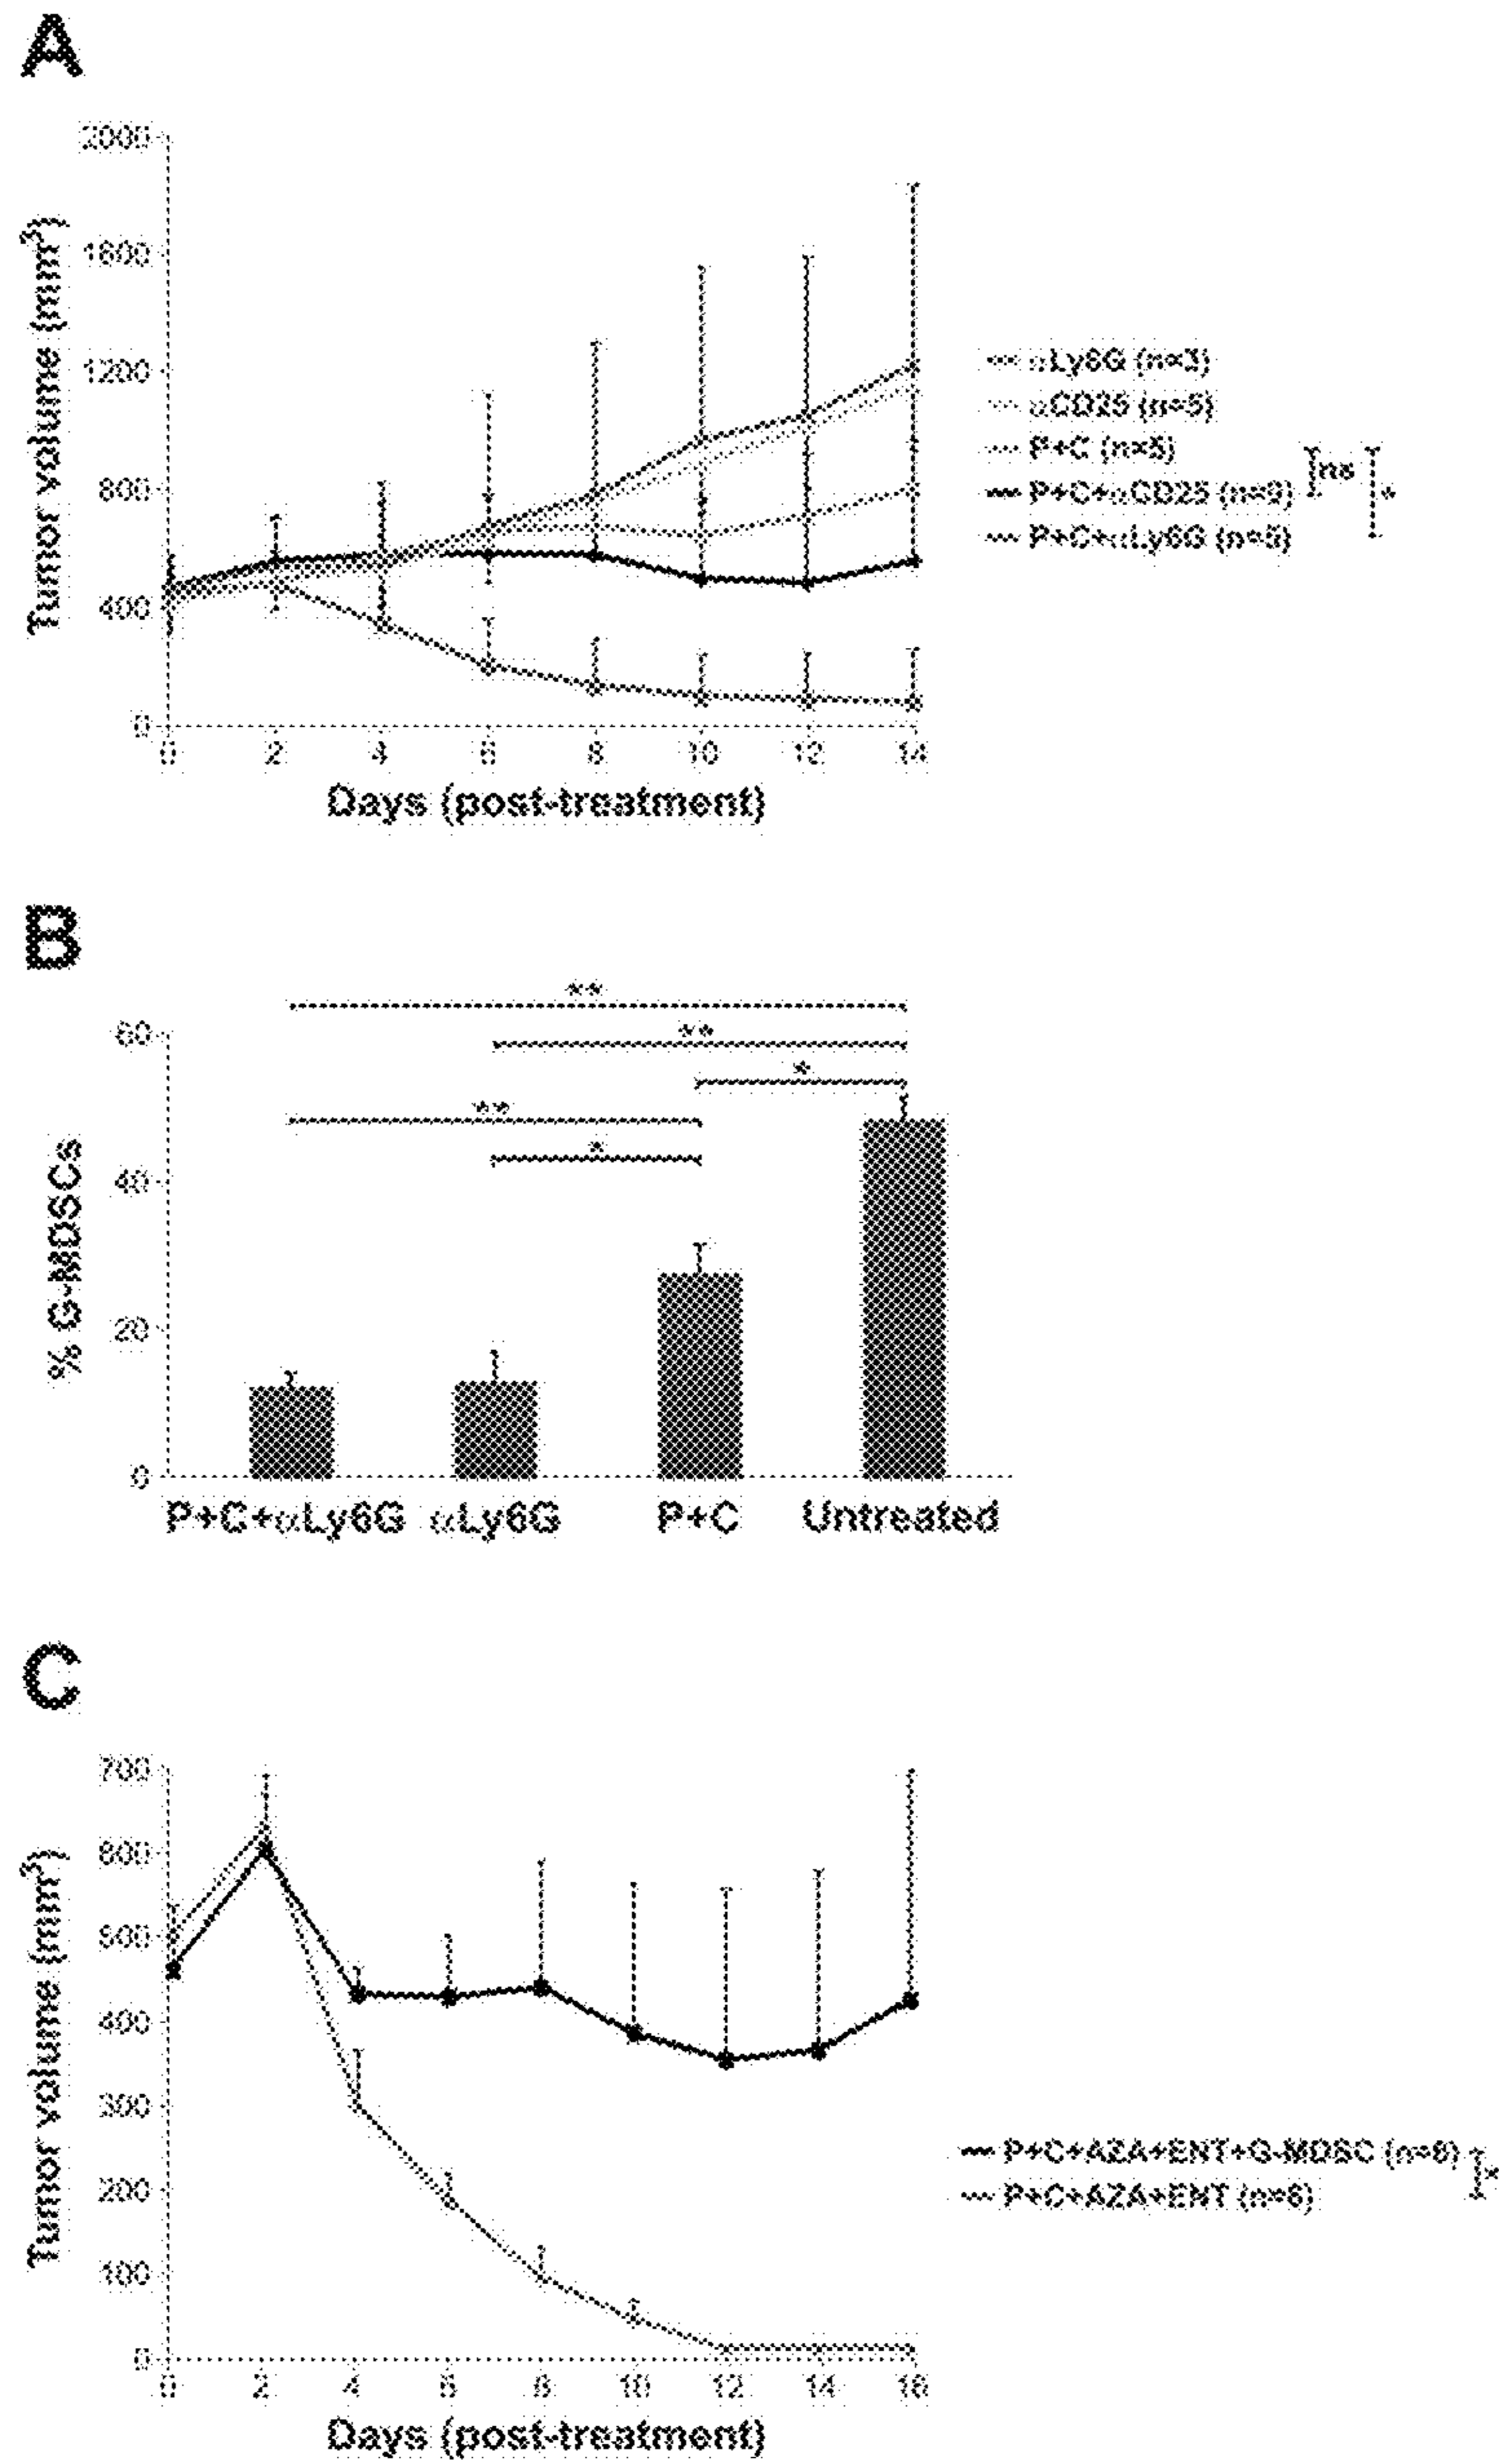 A
2000
1600
1200
800
400
0
Tumor volume (mm³)
0 2 4 6 8 10 12 14
Days (post-treatment)
αLy6G (n=3)
αCD25 (n=5)
P+C (n=5)
P+C+αCD25 (n=9)
P+C+αLy6G (n=5)
ns
*
B
60
40
20
0
% G-MDSCs
**
**
*
**
*
P+C+αLy6G αLy6G P+C Untreated
C
700
600
500
400
300
200
100
0
Tumor volume (mm³)
0 2 4 6 8 10 12 14 16
Days (post-treatment)
P+C+AZA+ENT+G-MDSC
P+C+AZA+ENT
*